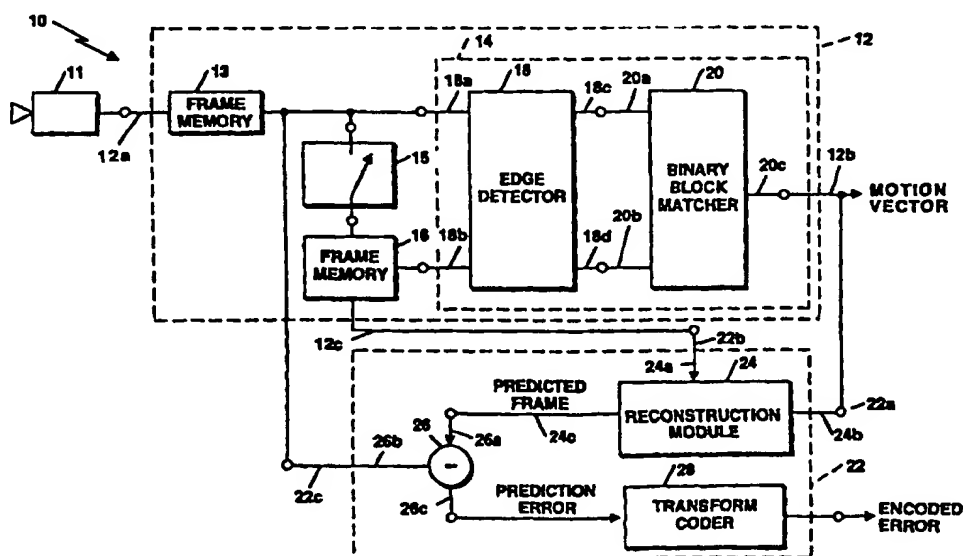 10
11
12a
13
FRAME
MEMORY
14
12
18a
18
18c
20a
20
EDGE
DETECTOR
BINARY
BLOCK
MATCHER
20c
12b
MOTION
VECTOR
15
16
FRAME
MEMORY
18b
18d
20b
12c
22b
24a
24
RECONSTRUCTION
MODULE
22a
24b
PREDICTED
FRAME
24c
26a
26
-
26b
22c
26c
PREDICTION
ERROR
28
TRANSFORM
CODER
22
ENCODED
ERROR